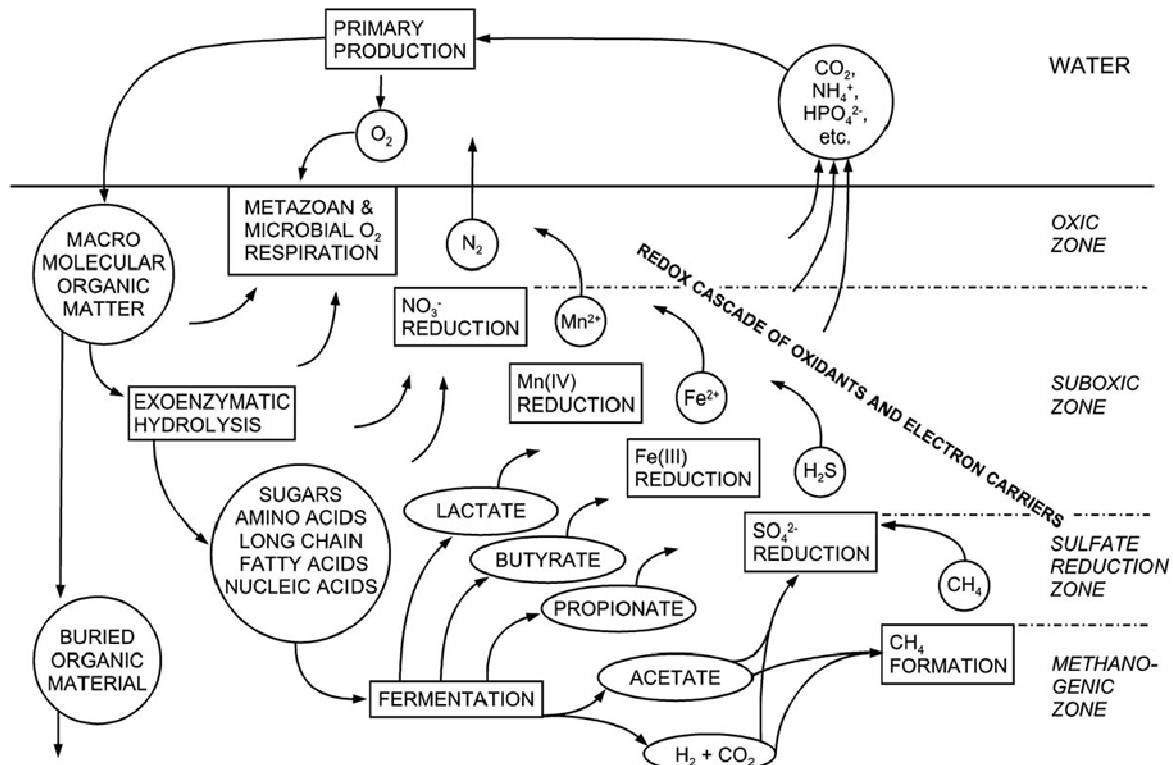 PRIMARY
PRODUCTION
O₂
CO₂,
NH₄⁺,
HPO₄²⁻,
etc.
WATER
MACRO
MOLECULAR
ORGANIC
MATTER
METAZOAN &
MICROBIAL O₂
RESPIRATION
N₂
OXIC
ZONE
NO₃⁻
REDUCTION
Mn²⁺
REDOX CASCADE OF OXIDANTS AND ELECTRON CARRIERS
EXOENZYMATIC
HYDROLYSIS
Mn(IV)
REDUCTION
Fe²⁺
SUBOXIC
ZONE
Fe(III)
REDUCTION
H₂S
SUGARS
AMINO ACIDS
LONG CHAIN
FATTY ACIDS
NUCLEIC ACIDS
LACTATE
BUTYRATE
PROPIONATE
SO₄²⁻
REDUCTION
CH₄
SULFATE
REDUCTION
ZONE
BURIED
ORGANIC
MATERIAL
FERMENTATION
ACETATE
H₂ + CO₂
CH₄
FORMATION
METHANO-
GENIC
ZONE